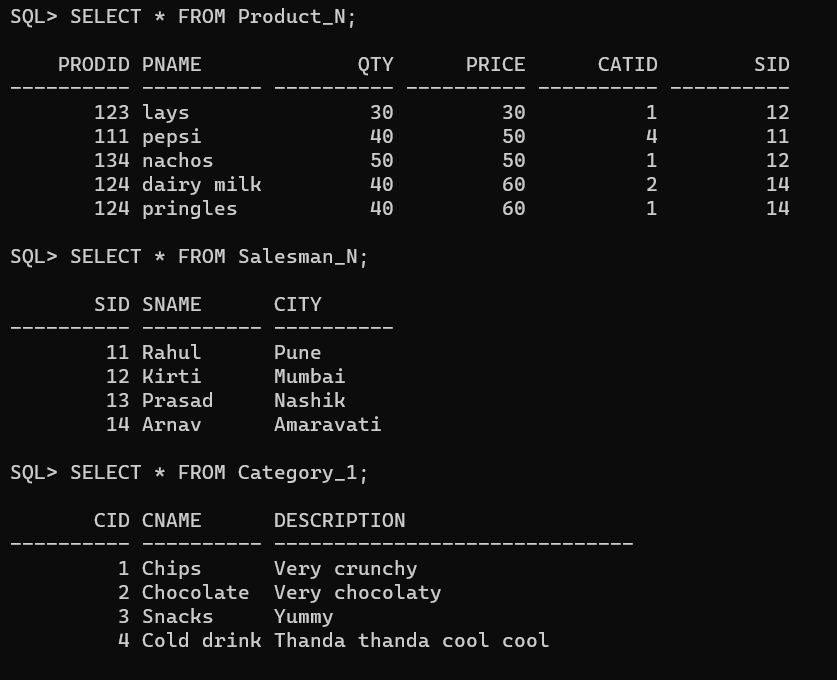 SQL> SELECT * FROM Product_N;
PRODID PNAME QTY PRICE CATID SID
---------- ---------- ---------- ---------- ---------- ----------
123 lays 30 30 1 12
111 pepsi 40 50 4 11
134 nachos 50 50 1 12
124 dairy milk 40 60 2 14
124 pringles 40 60 1 14
SQL> SELECT * FROM Salesman_N;
SID SNAME CITY
---------- ---------- ----------
11 Rahul Pune
12 Kirti Mumbai
13 Prasad Nashik
14 Arnav Amaravati
SQL> SELECT * FROM Category_1;
CID CNAME DESCRIPTION
---------- ---------- ------------------------------
1 Chips Very crunchy
2 Chocolate Very chocolaty
3 Snacks Yummy
4 Cold drink Thanda thanda cool cool